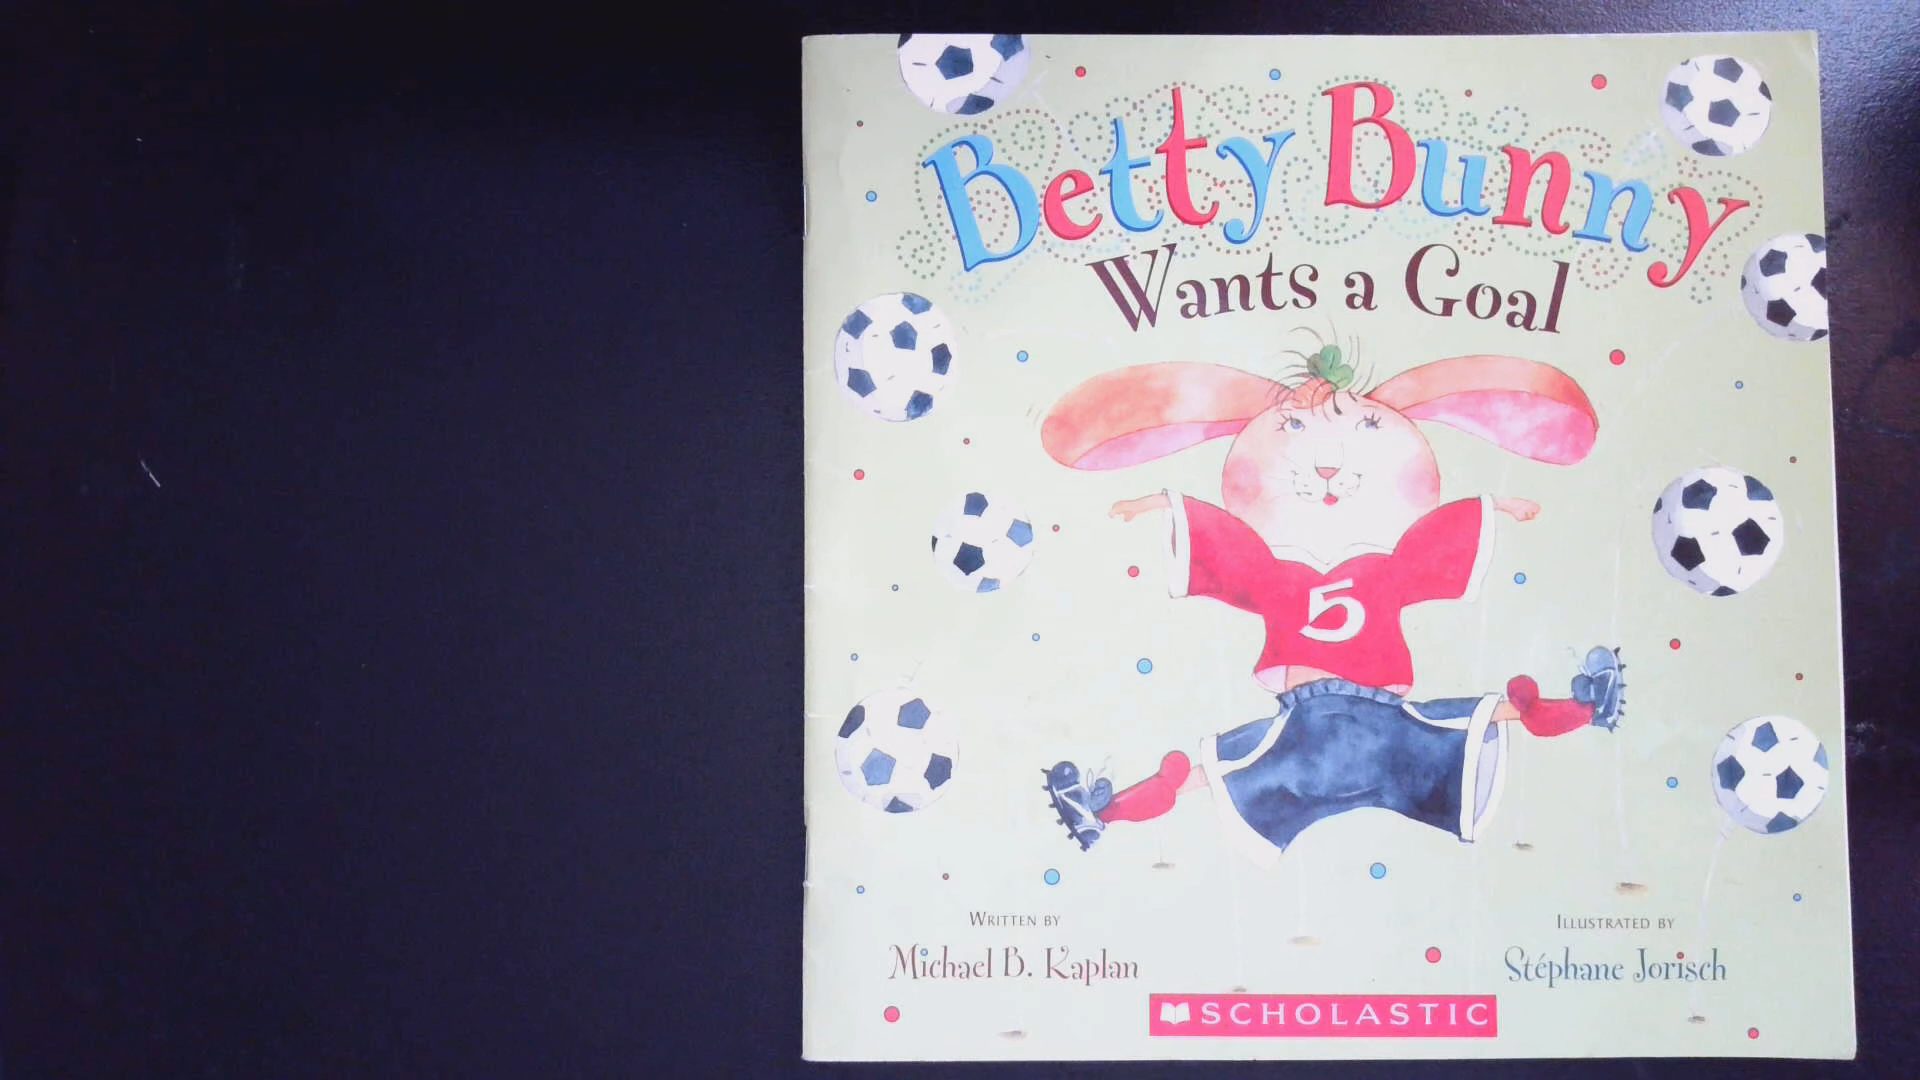 Betty Bunny
Wants a Goal
5
WRITTEN BY
Michael B. Kaplan
ILLUSTRATED BY
Stéphane Jorisch
SCHOLASTIC